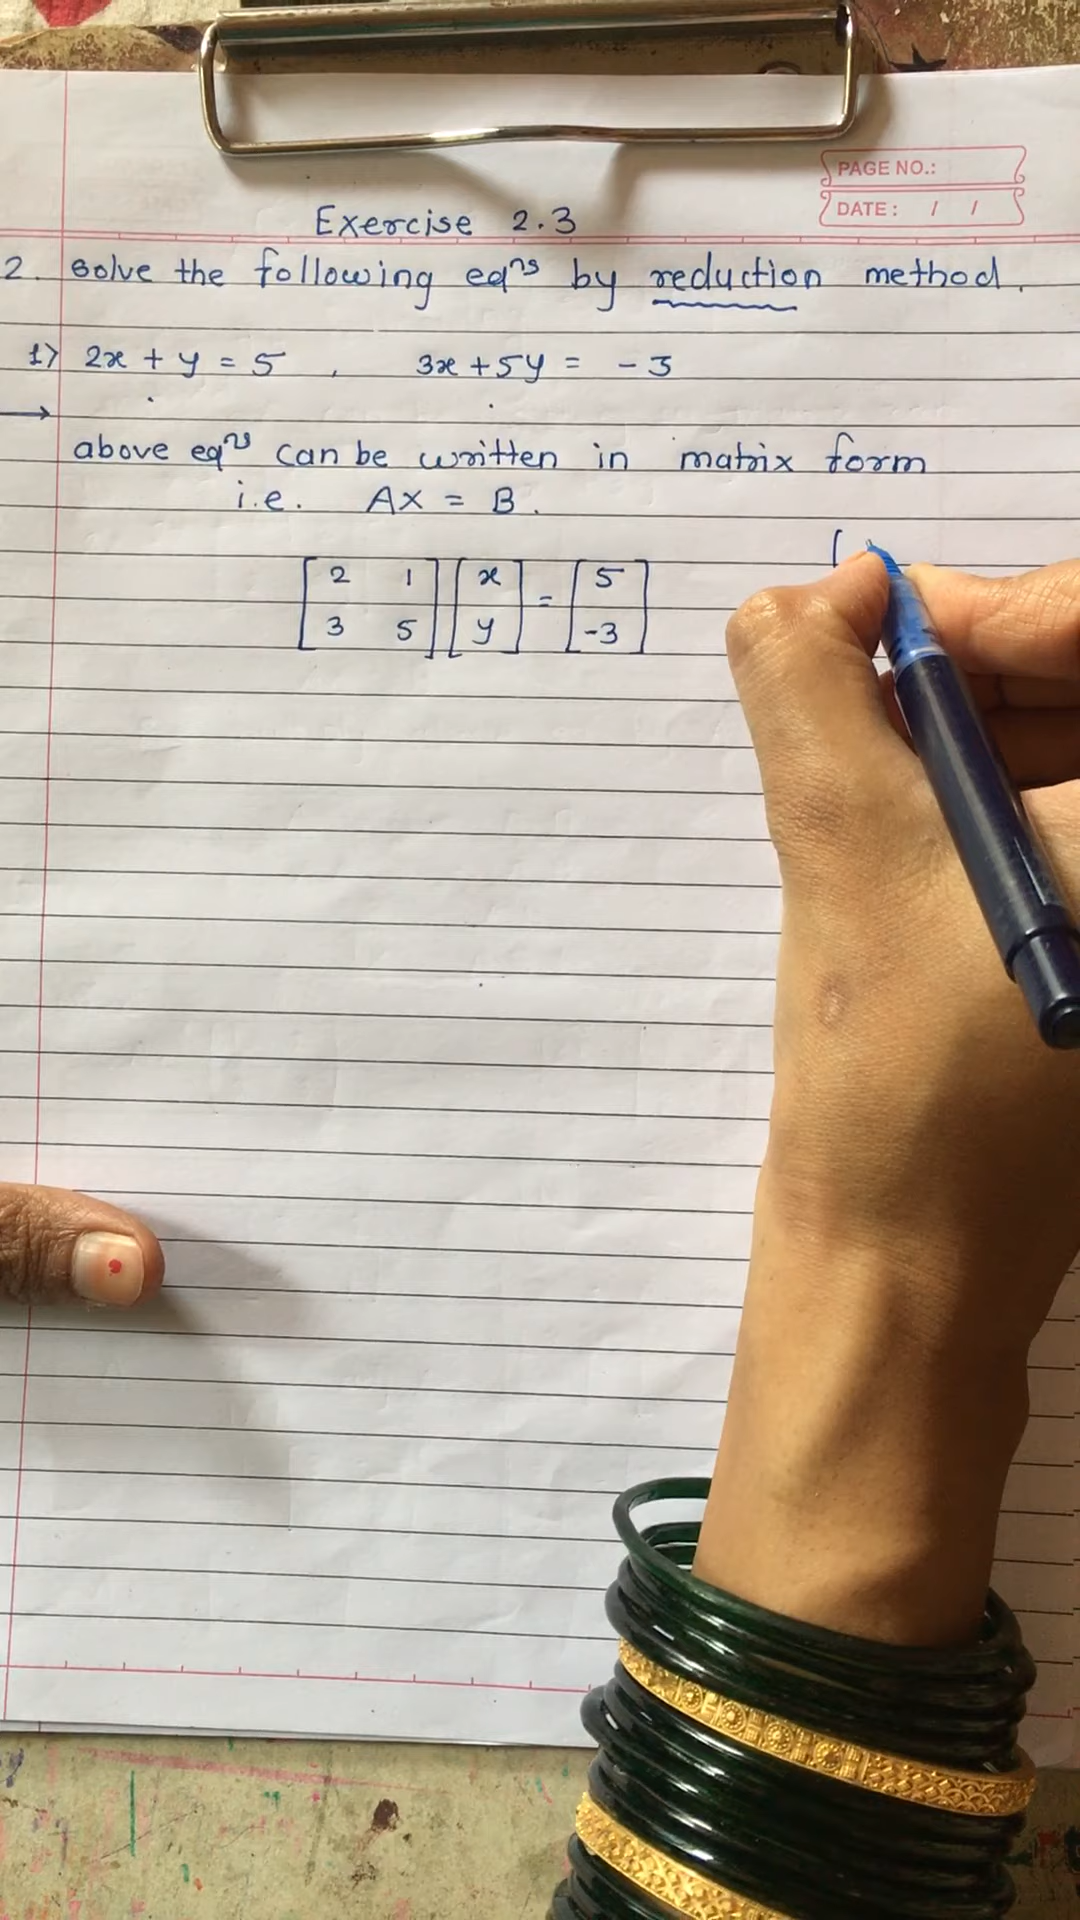 PAGE NO.:
DATE: / /
Exercise 2.3
2. Solve the following eqⁿˢ by reduction method.
1) 2x + y = 5 , 3x + 5y = -3
→
above eqⁿˢ can be written in matrix form
i.e. AX = B.
[ 2 1 ] [ x ] = [ 5 ]
[ 3 5 ] [ y ] [ -3 ]